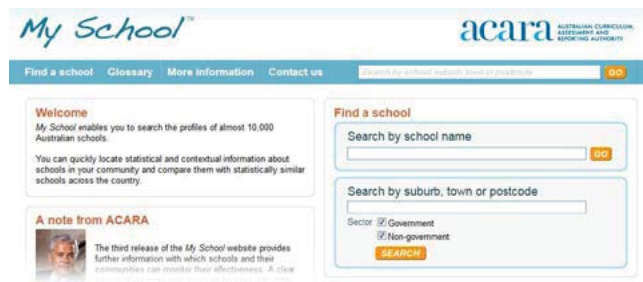 My School™
acara AUSTRALIAN CURRICULUM,
ASSESSMENT AND
REPORTING AUTHORITY
Find a school Glossary More information Contact us Search by school suburb, town or postcode GO
Welcome
My School enables you to search the profiles of almost 10,000
Australian schools.
You can quickly locate statistical and contextual information about
schools in your community and compare them with statistically similar
schools across the country.
A note from ACARA
The third release of the My School website provides
further information with which schools and their
communities can monitor their effectiveness. A clear
Find a school
Search by school name
GO
Search by suburb, town or postcode
Sector Government
Non-government
SEARCH